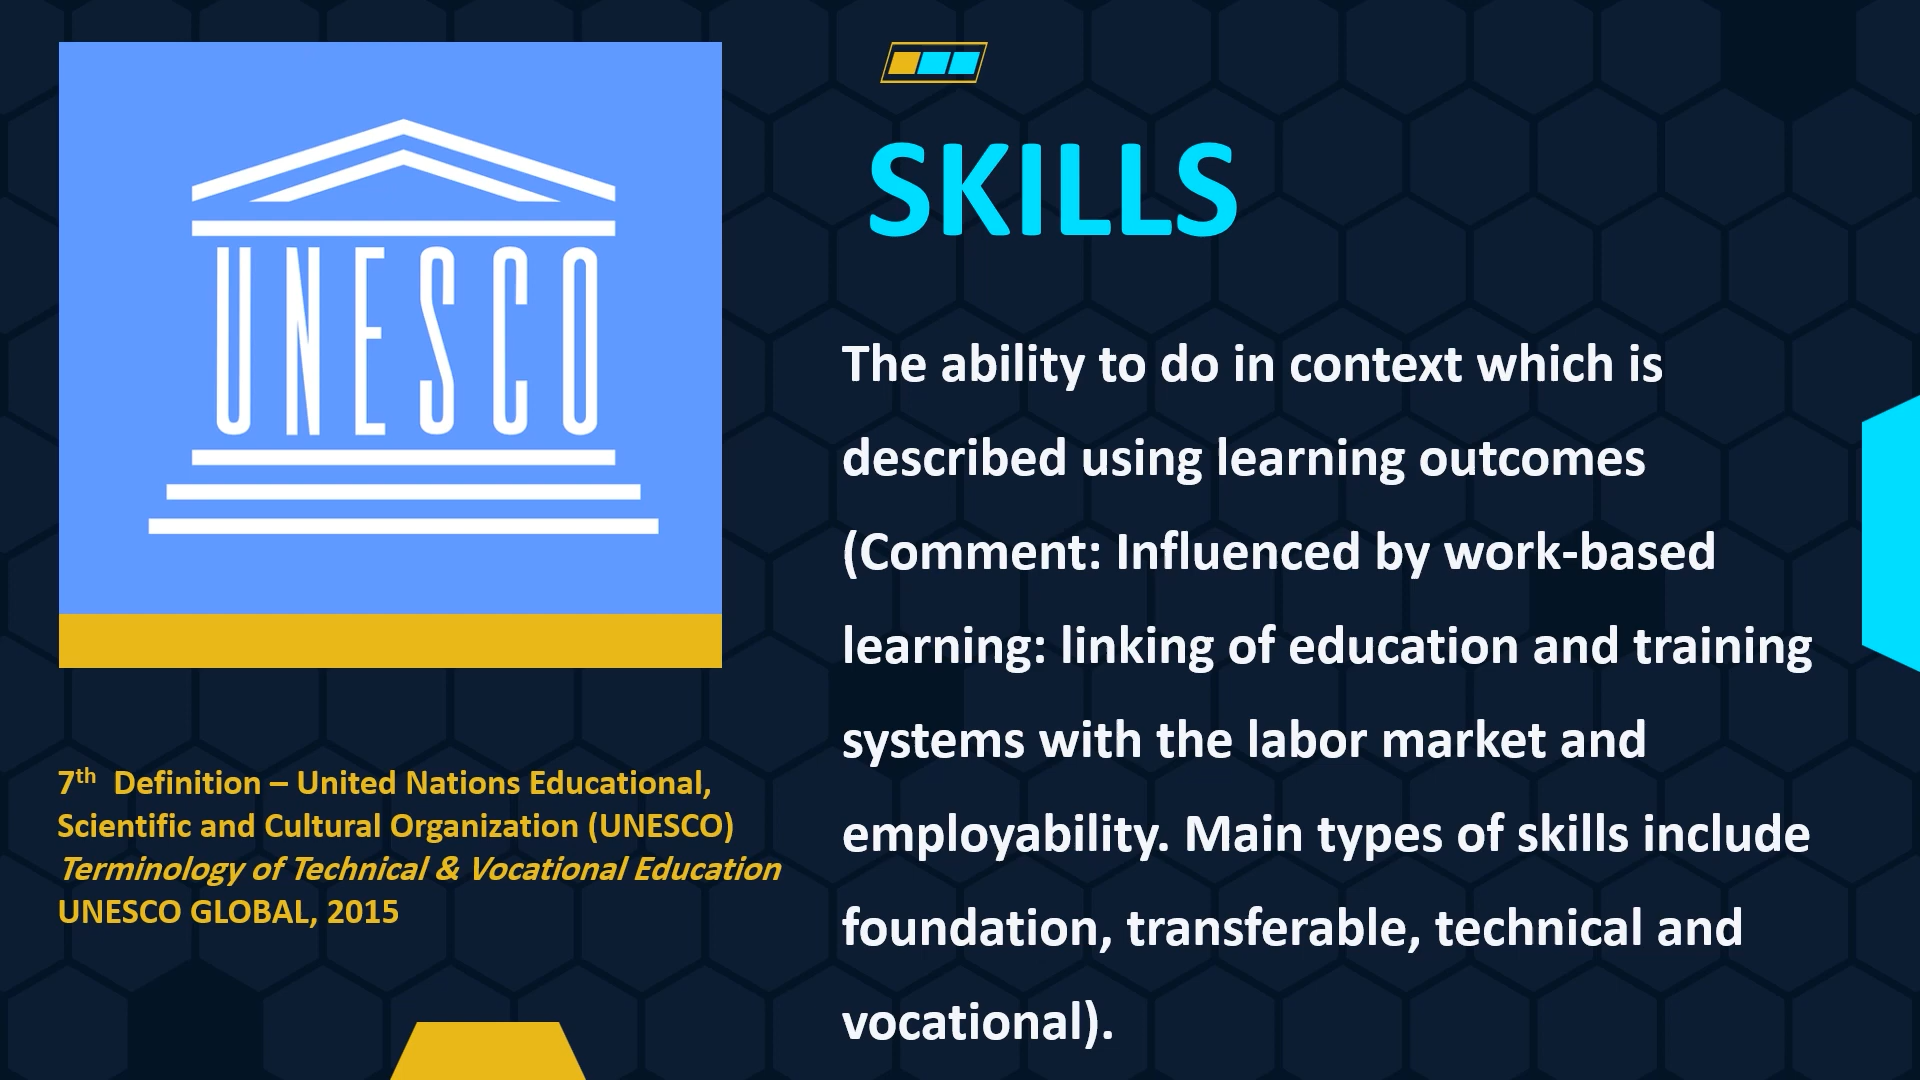 UNESCO
7th Definition – United Nations Educational,
Scientific and Cultural Organization (UNESCO)
Terminology of Technical & Vocational Education
UNESCO GLOBAL, 2015
SKILLS
The ability to do in context which is
described using learning outcomes
(Comment: Influenced by work-based
learning: linking of education and training
systems with the labor market and
employability. Main types of skills include
foundation, transferable, technical and
vocational).